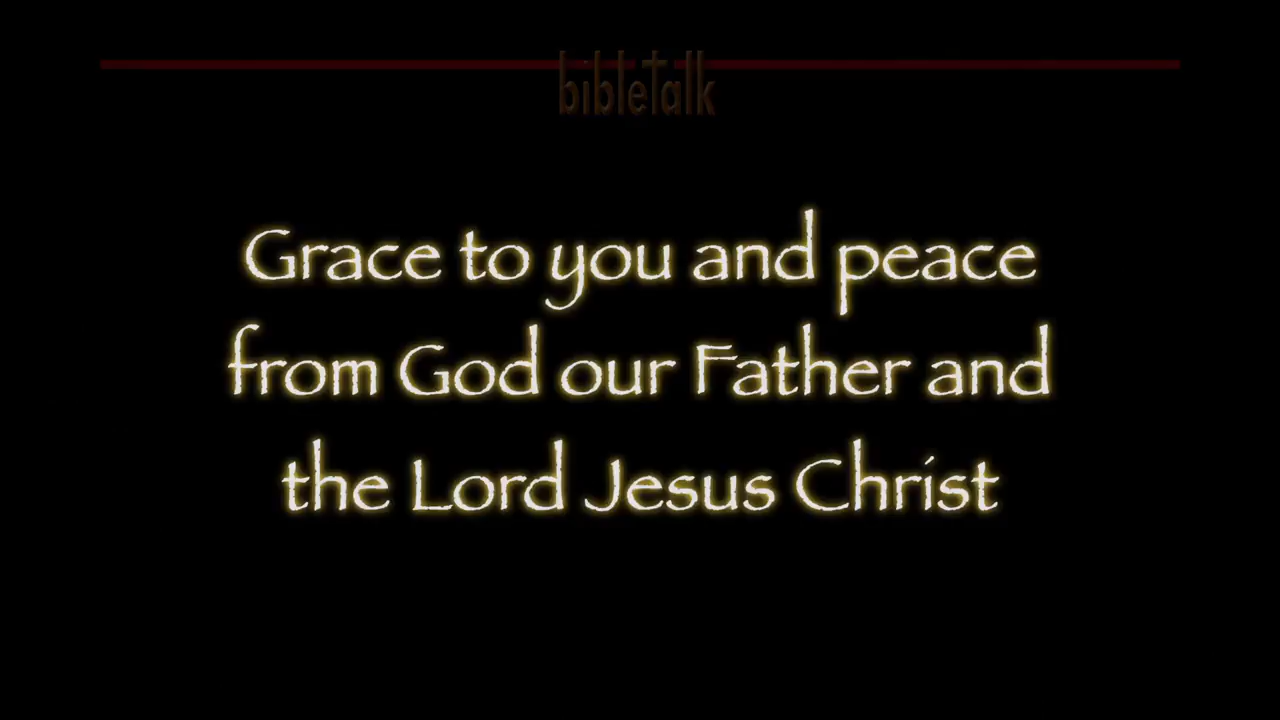 bibletalk
Grace to you and peace
from God our Father and
the Lord Jesus Christ